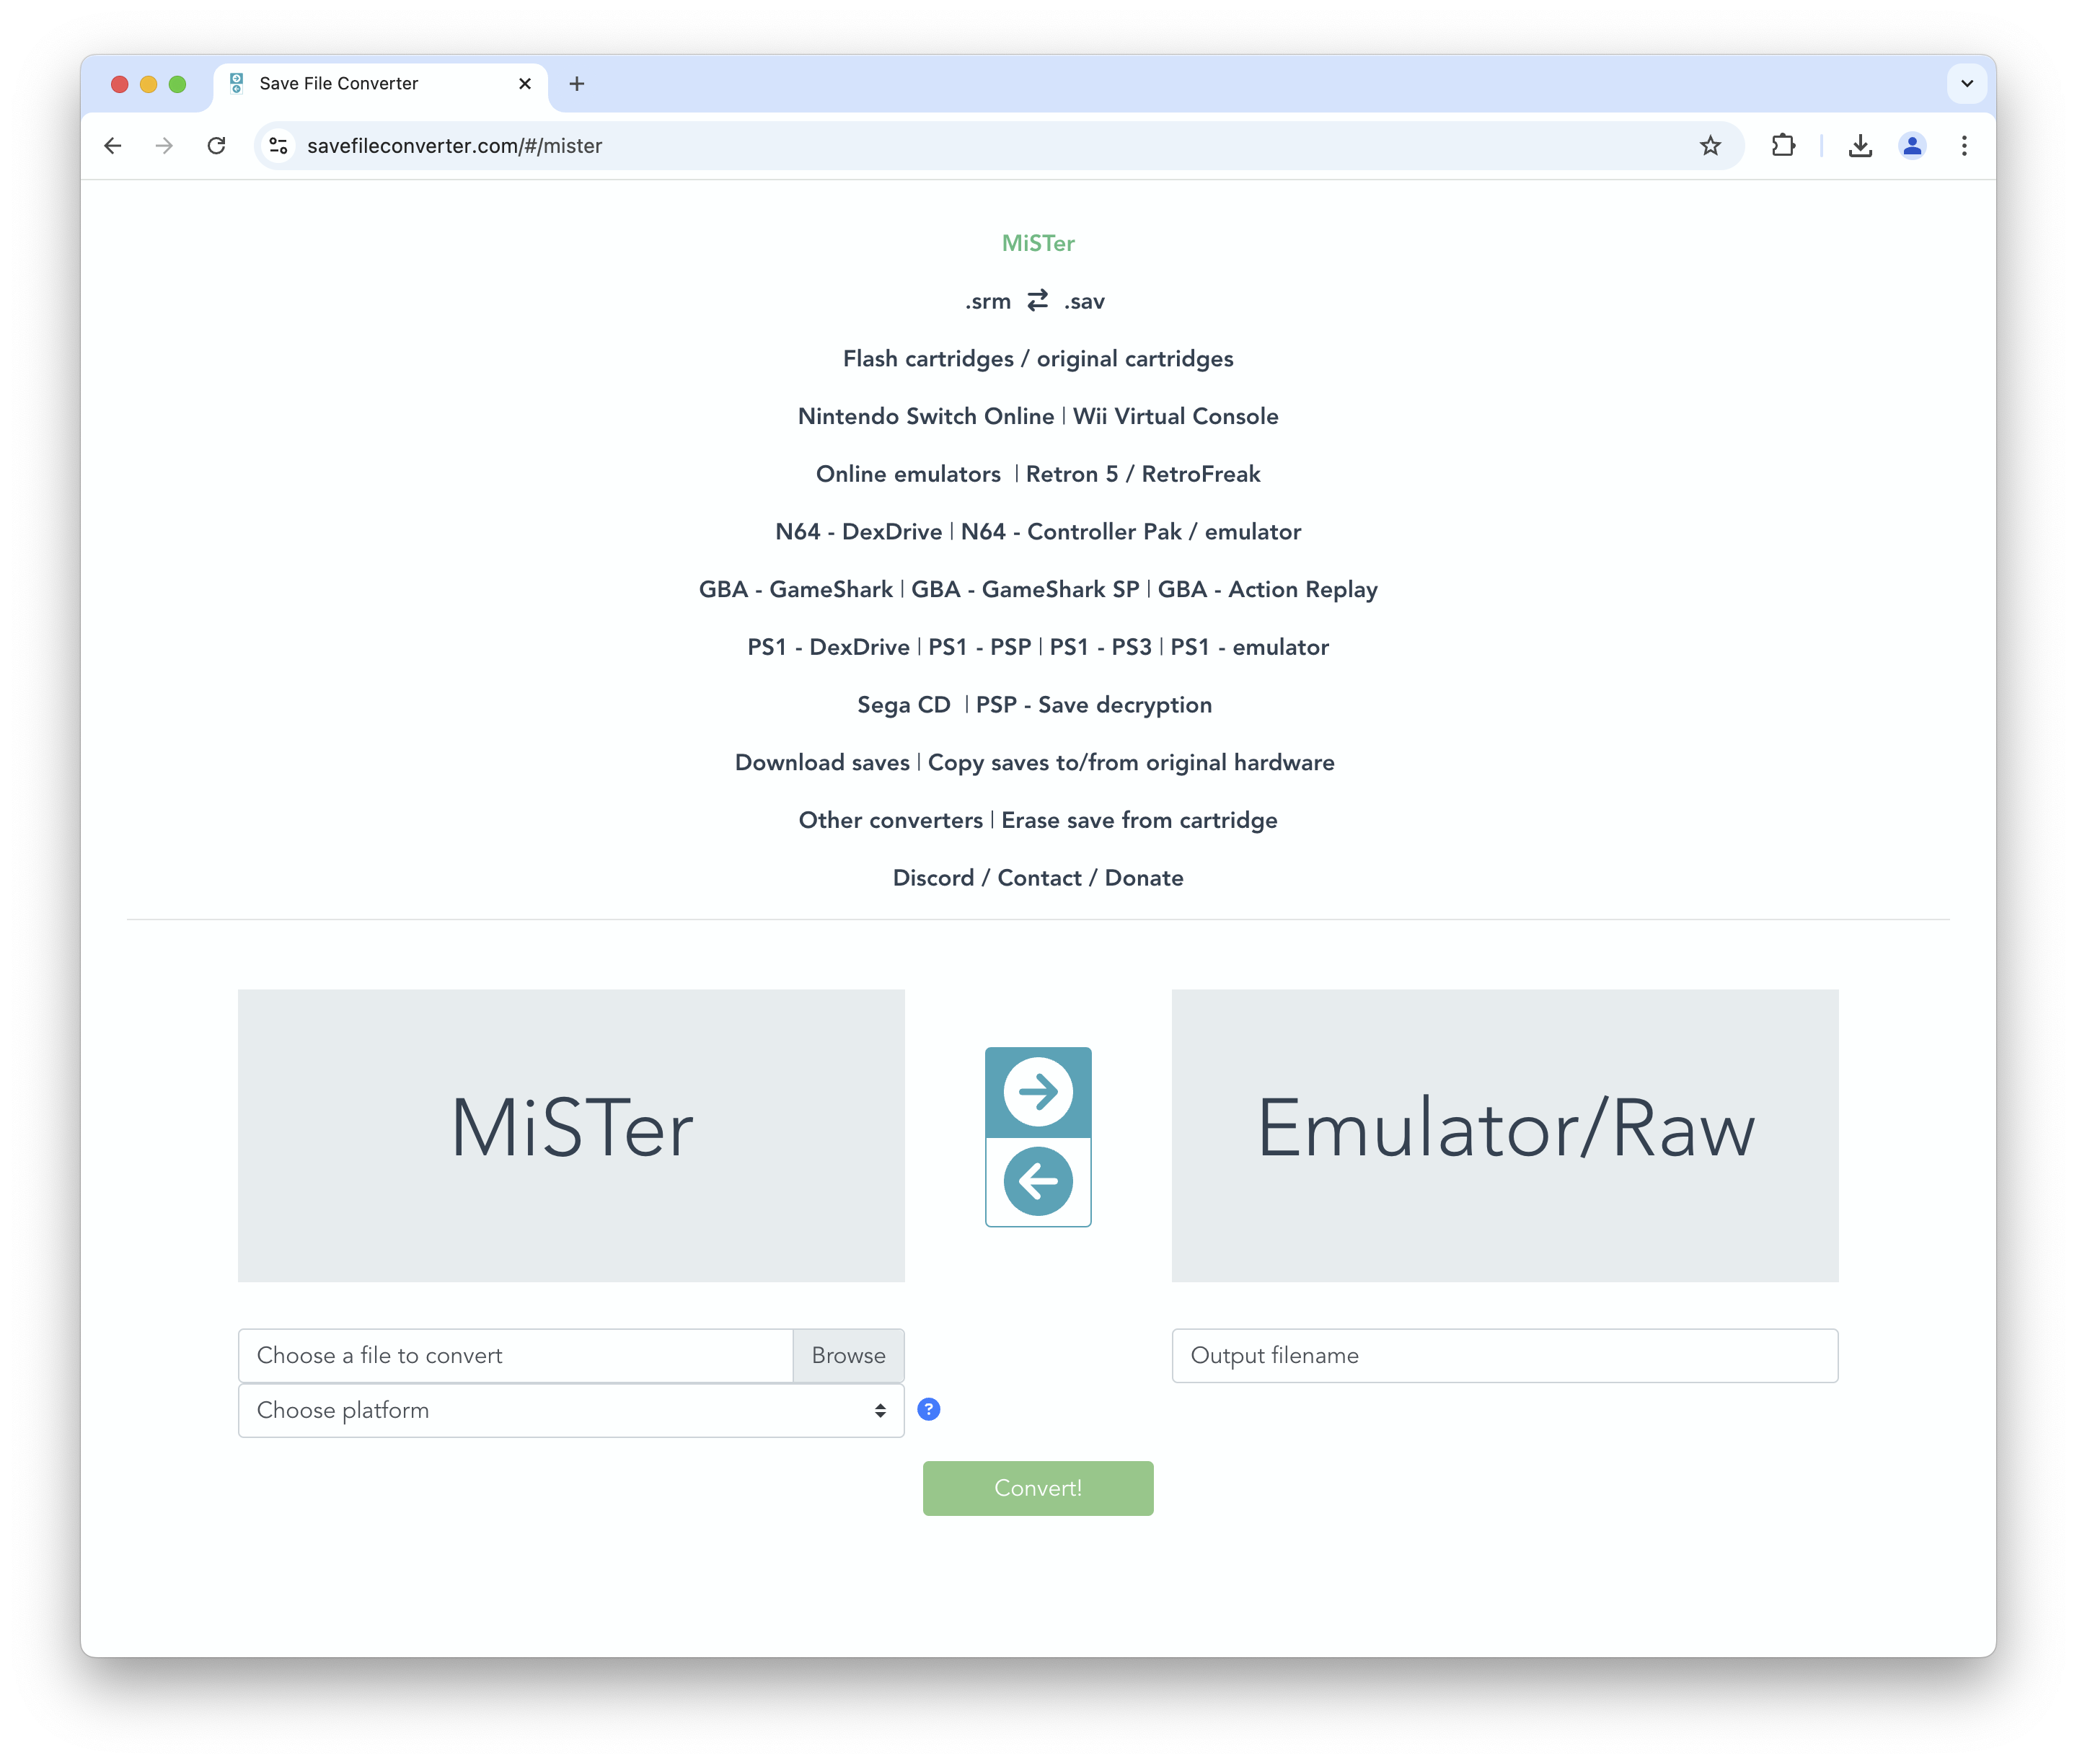 Save File Converter
savefileconverter.com/#/mister
MiSTer
.srm ⇄ .sav
Flash cartridges / original cartridges
Nintendo Switch Online | Wii Virtual Console
Online emulators | Retron 5 / RetroFreak
N64 - DexDrive | N64 - Controller Pak / emulator
GBA - GameShark | GBA - GameShark SP | GBA - Action Replay
PS1 - DexDrive | PS1 - PSP | PS1 - PS3 | PS1 - emulator
Sega CD | PSP - Save decryption
Download saves | Copy saves to/from original hardware
Other converters | Erase save from cartridge
Discord / Contact / Donate
MiSTer
Emulator/Raw
Choose a file to convert Browse
Output filename
Choose platform
?
Convert!